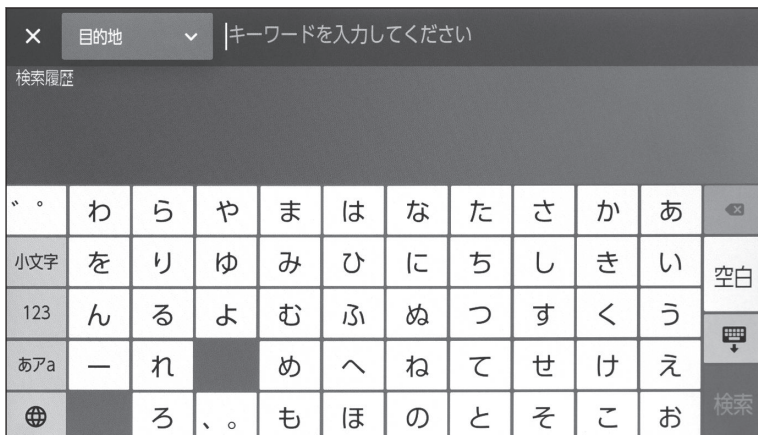 × 目的地 キーワードを入力してください
検索履歴
゛゜ わ ら や ま は な た さ か あ
小文字 を り ゆ み ひ に ち し き い 空白
123 ん る よ む ふ ぬ つ す く う
あアa ー れ め へ ね て せ け え
ろ 、。 も ほ の と そ こ お 検索